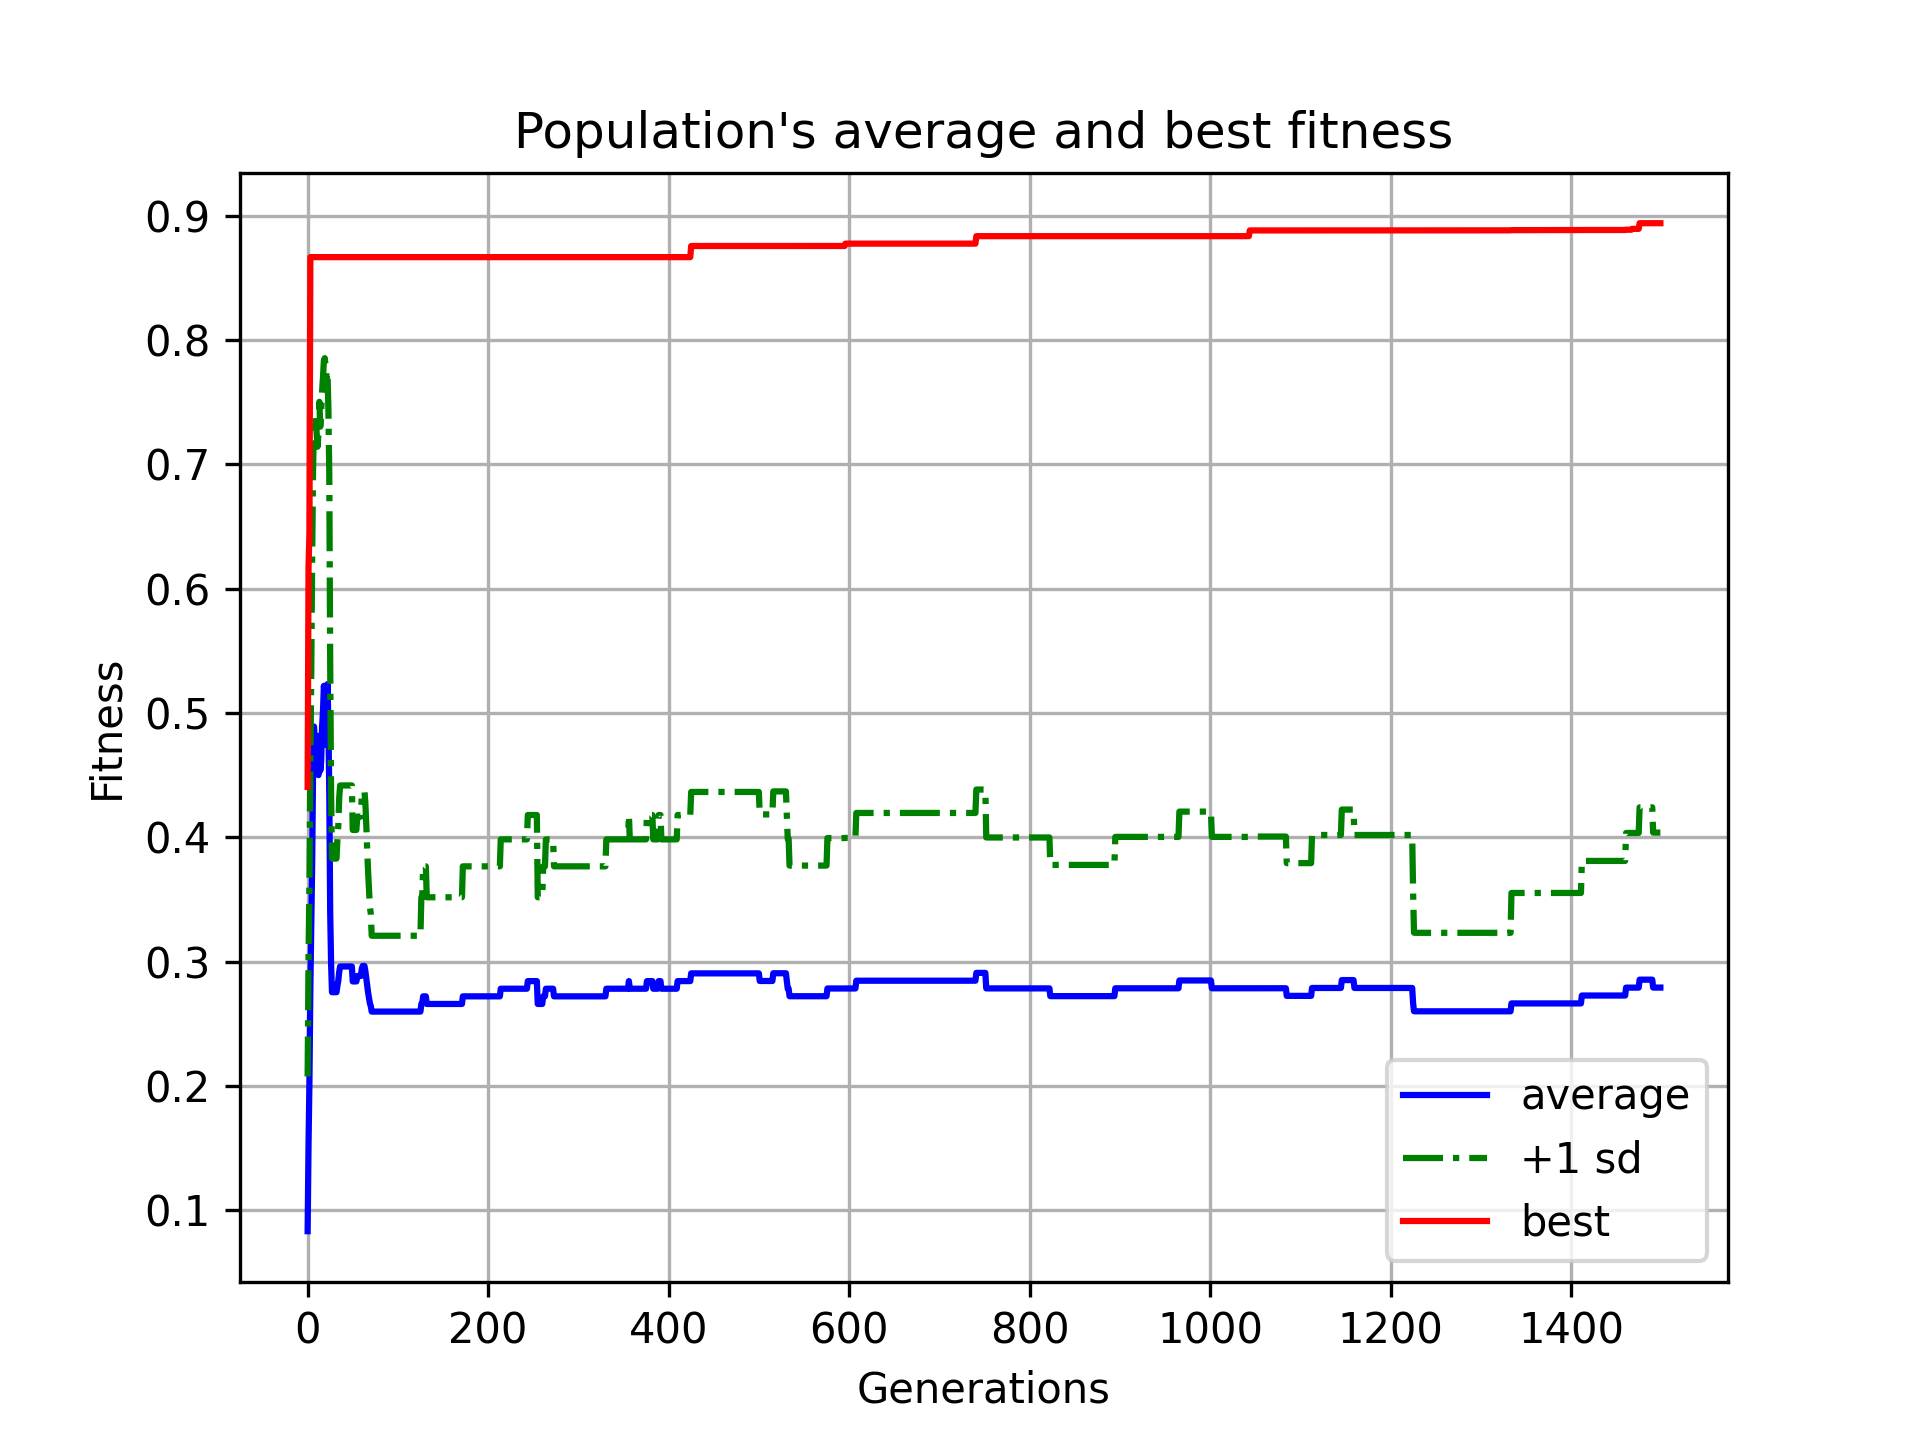 Population's average and best fitness
0.9
0.8
0.7
0.6
0.5
0.4
0.3
0.2
0.1
Fitness
average
+1 sd
best
0 200 400 600 800 1000 1200 1400
Generations